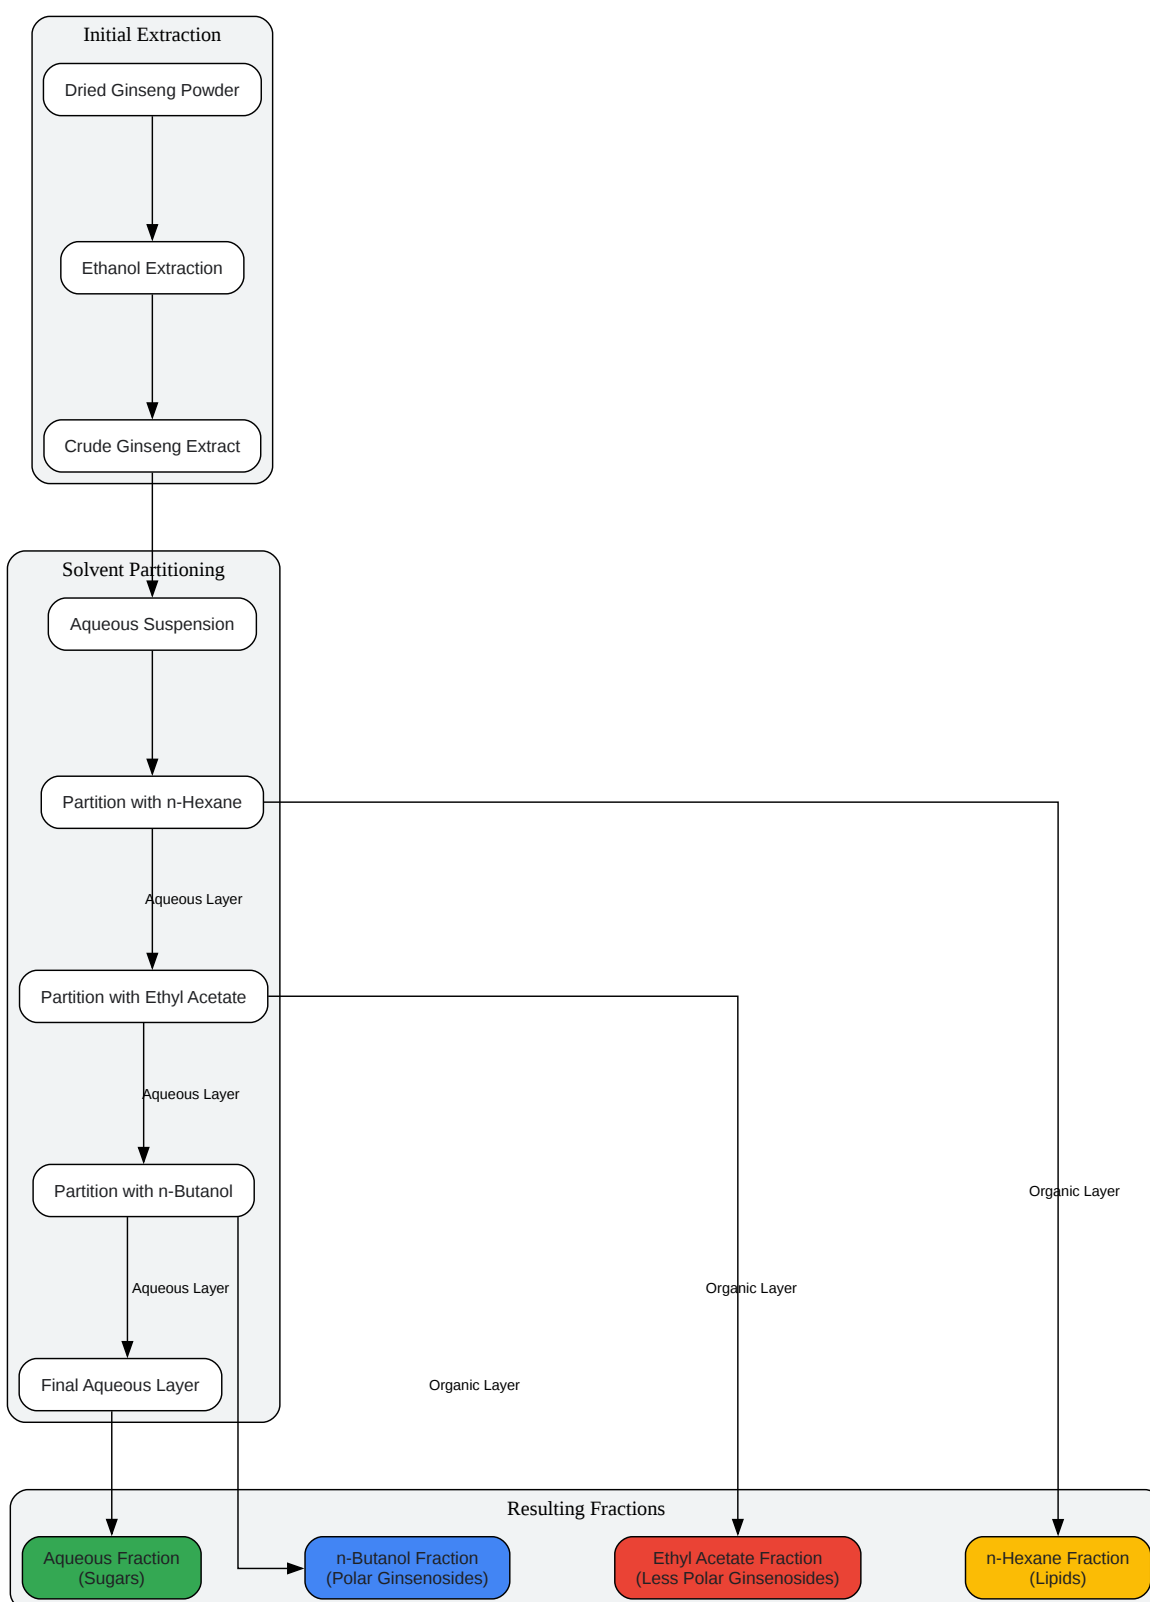 Initial Extraction
Dried Ginseng Powder
Ethanol Extraction
Crude Ginseng Extract
Solvent Partitioning
Aqueous Suspension
Partition with n-Hexane
Aqueous Layer
Partition with Ethyl Acetate
Aqueous Layer
Partition with n-Butanol
Organic Layer
Aqueous Layer
Organic Layer
Final Aqueous Layer
Organic Layer
Resulting Fractions
Aqueous Fraction
(Sugars)
n-Butanol Fraction
(Polar Ginsenosides)
Ethyl Acetate Fraction
(Less Polar Ginsenosides)
n-Hexane Fraction
(Lipids)